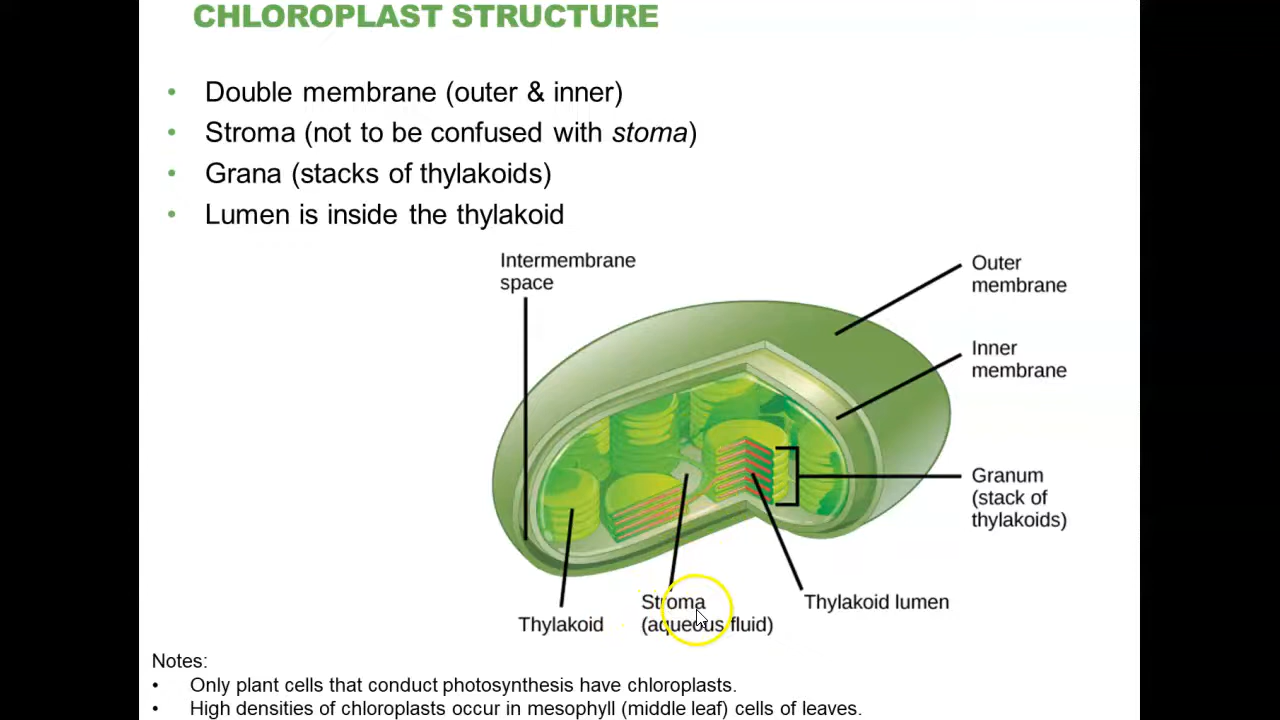 CHLOROPLAST STRUCTURE
• Double membrane (outer & inner)
• Stroma (not to be confused with stoma)
• Grana (stacks of thylakoids)
• Lumen is inside the thylakoid
Intermembrane
space
Outer
membrane
Inner
membrane
Granum
(stack of
thylakoids)
Thylakoid lumen
Stroma
(aqueous fluid)
Thylakoid
Notes:
• Only plant cells that conduct photosynthesis have chloroplasts.
• High densities of chloroplasts occur in mesophyll (middle leaf) cells of leaves.